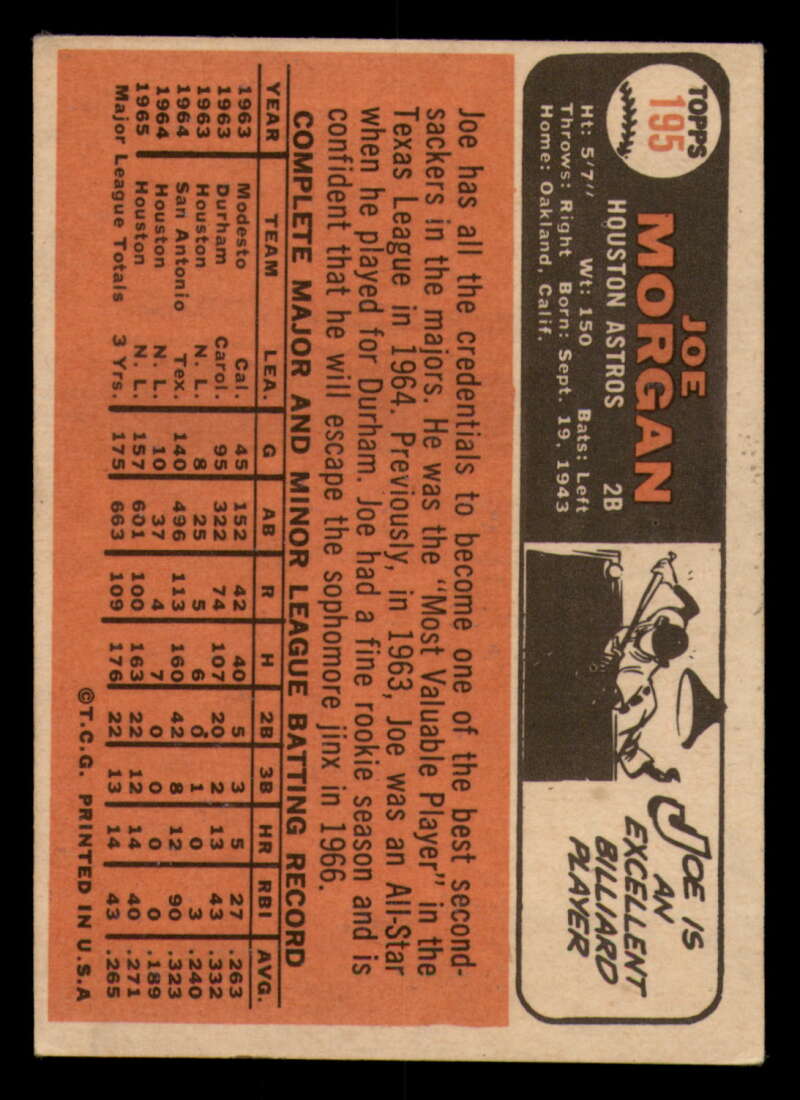 TOPPS
195
JOE
MORGAN
HOUSTON ASTROS 2B
Ht: 5'7" Wt: 150 Bats: Left
Throws: Right Born: Sept. 19, 1943
Home: Oakland, Calif.
JOE IS
AN
EXCELLENT
BILLIARD
PLAYER
Joe has all the credentials to become one of the best second-
sackers in the majors. He was the "Most Valuable Player" in the
Texas League in 1964. Previously, in 1963, Joe was an All-Star
when he played for Durham. Joe had a fine rookie season and is
confident that he will escape the sophomore jinx in 1966.
COMPLETE MAJOR AND MINOR LEAGUE BATTING RECORD
YEAR TEAM LEA. G AB R H 2B 3B HR RBI AVG.
1963 Modesto Cal. 45 152 42 40 5 3 5 27 .263
1963 Durham Carol. 95 322 74 107 20 2 13 43 .332
1963 Houston N. L. 8 25 5 6 0 1 0 3 .240
1964 San Antonio Tex. 140 496 113 160 42 8 12 90 .323
1964 Houston N. L. 10 37 4 7 0 0 0 0 .189
1965 Houston N. L. 157 601 100 163 22 12 14 40 .271
Major League Totals 3 Yrs. 175 663 109 176 22 13 14 43 .265
©T.C.G. PRINTED IN U.S.A